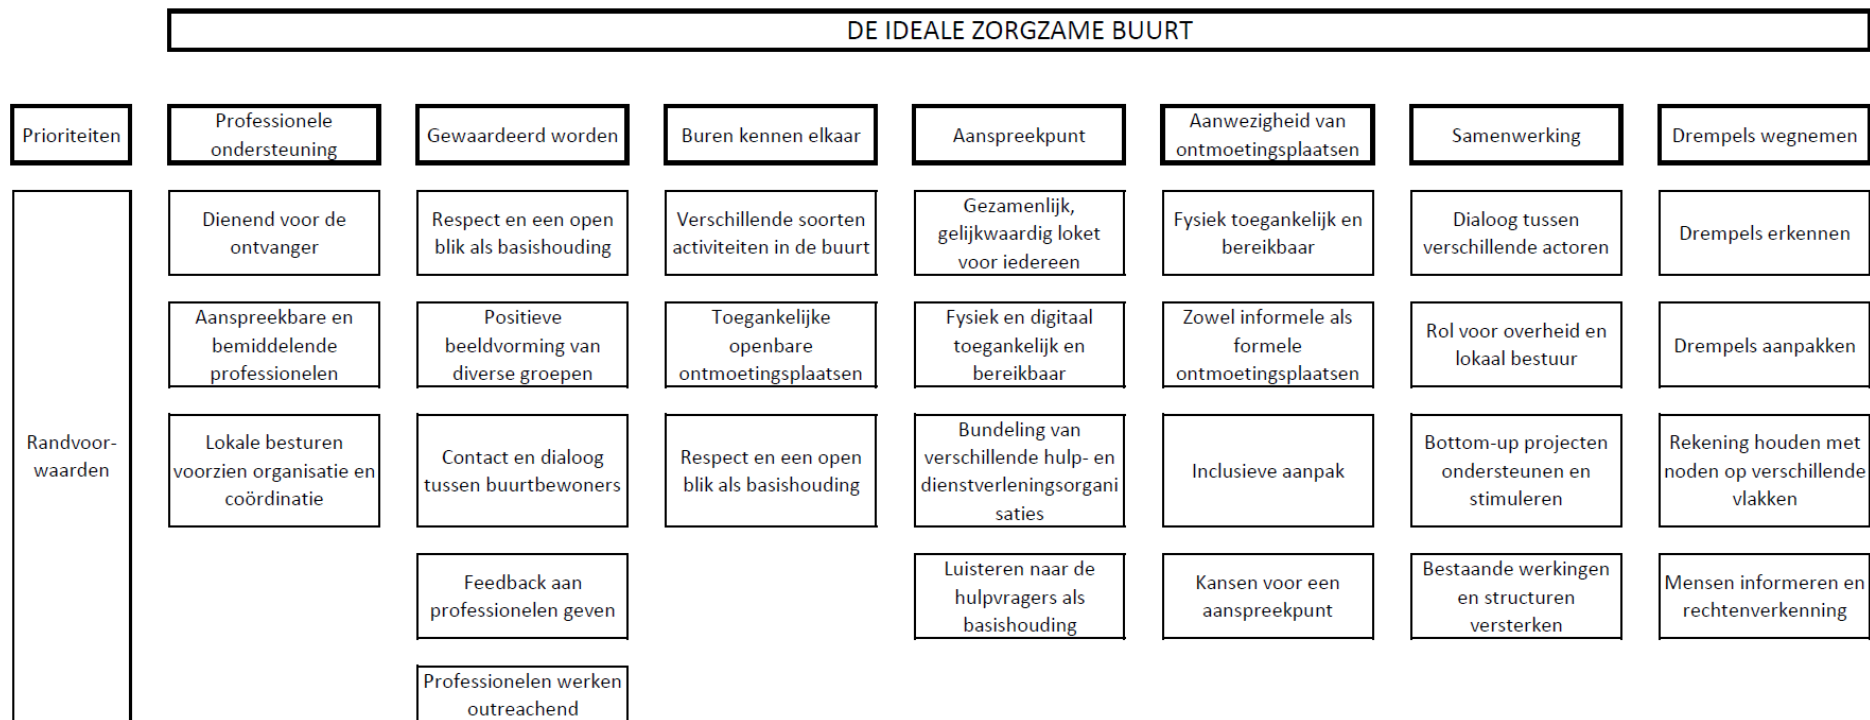 DE IDEALE ZORGZAME BUURT
Prioriteiten
Professionele
ondersteuning
Gewaardeerd worden
Buren kennen elkaar
Aanspreekpunt
Aanwezigheid van
ontmoetingsplaatsen
Samenwerking
Drempels wegnemen
Randvoor-
waarden
Dienend voor de
ontvanger
Respect en een open
blik als basishouding
Verschillende soorten
activiteiten in de buurt
Gezamenlijk,
gelijkwaardig loket
voor iedereen
Fysiek toegankelijk en
bereikbaar
Dialoog tussen
verschillende actoren
Drempels erkennen
Aanspreekbare en
bemiddelende
professionelen
Positieve
beeldvorming van
diverse groepen
Toegankelijke
openbare
ontmoetingsplaatsen
Fysiek en digitaal
toegankelijk en
bereikbaar
Zowel informele als
formele
ontmoetingsplaatsen
Rol voor overheid en
lokaal bestuur
Drempels aanpakken
Lokale besturen
voorzien organisatie en
coördinatie
Contact en dialoog
tussen buurtbewoners
Respect en een open
blik als basishouding
Bundeling van
verschillende hulp- en
dienstverleningsorgani
saties
Inclusieve aanpak
Bottom-up projecten
ondersteunen en
stimuleren
Rekening houden met
noden op verschillende
vlakken
Feedback aan
professionelen geven
Luisteren naar de
hulpvragers als
basishouding
Kansen voor een
aanspreekpunt
Bestaande werkingen
en structuren
versterken
Mensen informeren en
rechtenverkenning
Professionelen werken
outreachend